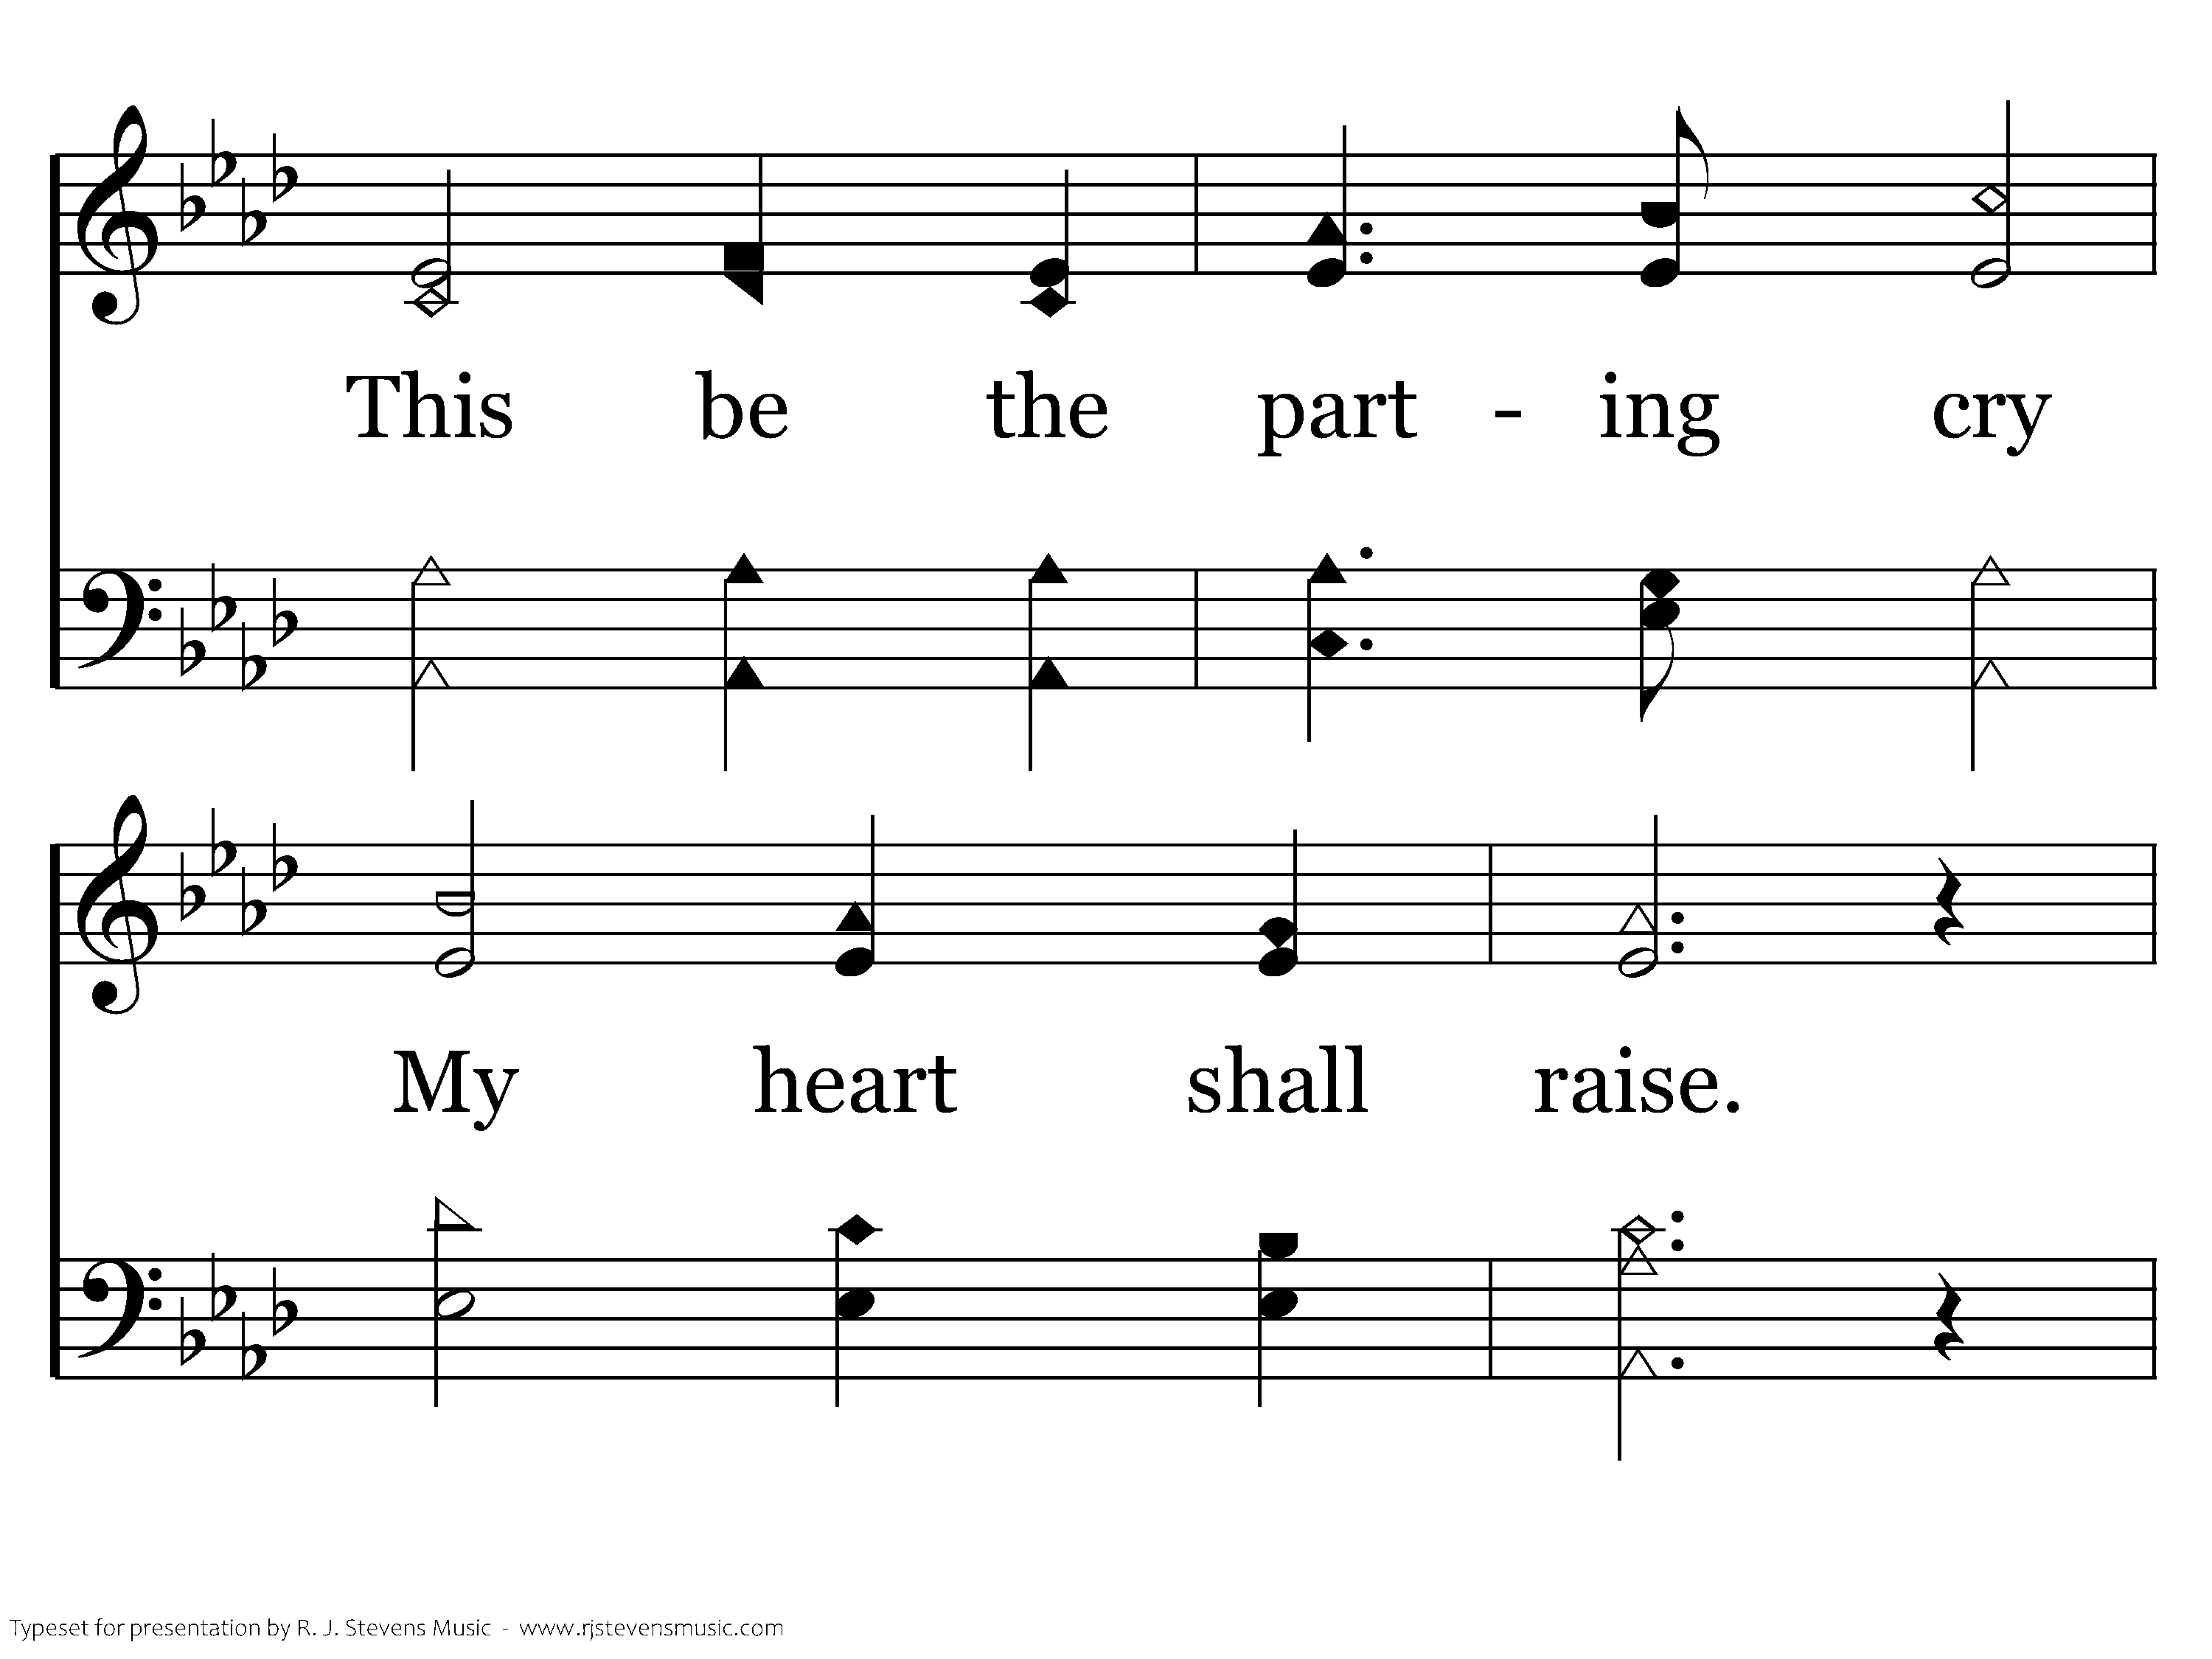 This be the part - ing cry
My heart shall raise.
Typeset for presentation by R. J. Stevens Music - www.rjstevensmusic.com